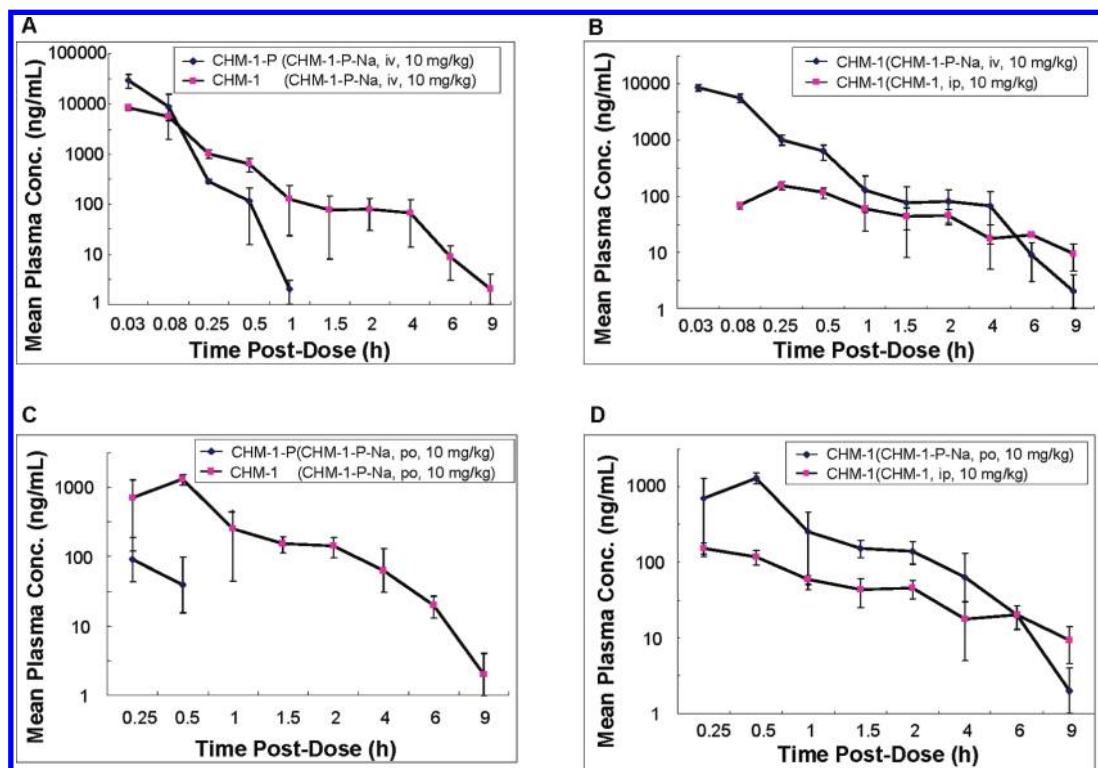 A
CHM-1-P (CHM-1-P-Na, iv, 10 mg/kg)
CHM-1 (CHM-1-P-Na, iv, 10 mg/kg)
Mean Plasma Conc. (ng/mL)
100000
10000
1000
100
10
1
0.03 0.08 0.25 0.5 1 1.5 2 4 6 9
Time Post-Dose (h)
B
CHM-1(CHM-1-P-Na, iv, 10 mg/kg)
CHM-1(CHM-1, ip, 10 mg/kg)
Mean Plasma Conc. (ng/mL)
10000
1000
100
10
1
0.03 0.08 0.25 0.5 1 1.5 2 4 6 9
Time Post-Dose (h)
C
CHM-1-P(CHM-1-P-Na, po, 10 mg/kg)
CHM-1 (CHM-1-P-Na, po, 10 mg/kg)
Mean Plasma Conc. (ng/mL)
1000
100
10
1
0.25 0.5 1 1.5 2 4 6 9
Time Post-Dose (h)
D
CHM-1(CHM-1-P-Na, po, 10 mg/kg)
CHM-1(CHM-1, ip, 10 mg/kg)
Mean Plasma Conc. (ng/mL)
1000
100
10
1
0.25 0.5 1 1.5 2 4 6 9
Time Post-Dose (h)